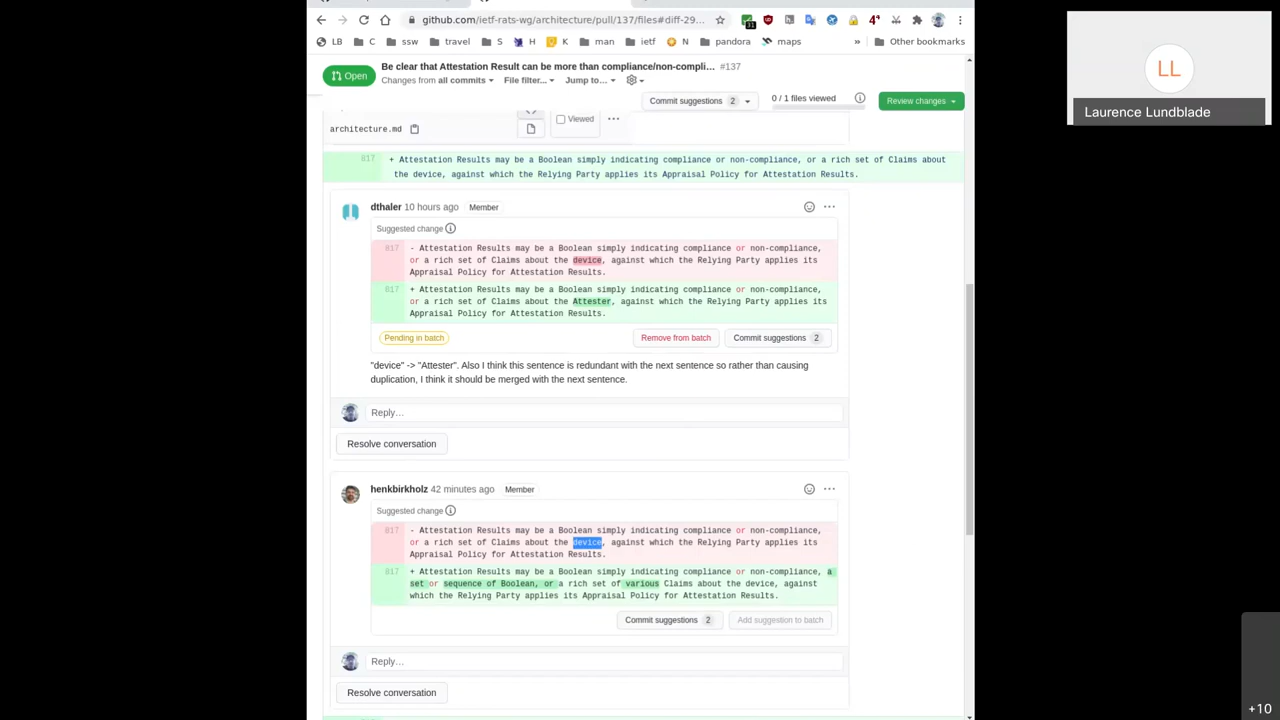 github.com/ietf-rats-wg/architecture/pull/137/files#diff-29...
LB C ssw travel S H K man ietf N pandora maps » Other bookmarks
Open
Be clear that Attestation Result can be more than compliance/non-compli... #137
Changes from all commits File filter... Jump to...
Commit suggestions 2
0 / 1 files viewed
Review changes
architecture.md
Viewed
817 + Attestation Results may be a Boolean simply indicating compliance or non-compliance, or a rich set of Claims about
the device, against which the Relying Party applies its Appraisal Policy for Attestation Results.
dthaler 10 hours ago Member
Suggested change
817 - Attestation Results may be a Boolean simply indicating compliance or non-compliance,
or a rich set of Claims about the device, against which the Relying Party applies its
Appraisal Policy for Attestation Results.
817 + Attestation Results may be a Boolean simply indicating compliance or non-compliance,
or a rich set of Claims about the Attester, against which the Relying Party applies its
Appraisal Policy for Attestation Results.
Pending in batch
Remove from batch
Commit suggestions 2
"device" -> "Attester". Also I think this sentence is redundant with the next sentence so rather than causing
duplication, I think it should be merged with the next sentence.
Reply…
Resolve conversation
henkbirkholz 42 minutes ago Member
Suggested change
817 - Attestation Results may be a Boolean simply indicating compliance or non-compliance,
or a rich set of Claims about the device, against which the Relying Party applies its
Appraisal Policy for Attestation Results.
817 + Attestation Results may be a Boolean simply indicating compliance or non-compliance, a
set or sequence of Boolean, or a rich set of various Claims about the device, against
which the Relying Party applies its Appraisal Policy for Attestation Results.
Commit suggestions 2
Add suggestion to batch
Reply…
Resolve conversation
LL
Laurence Lundblade
+10